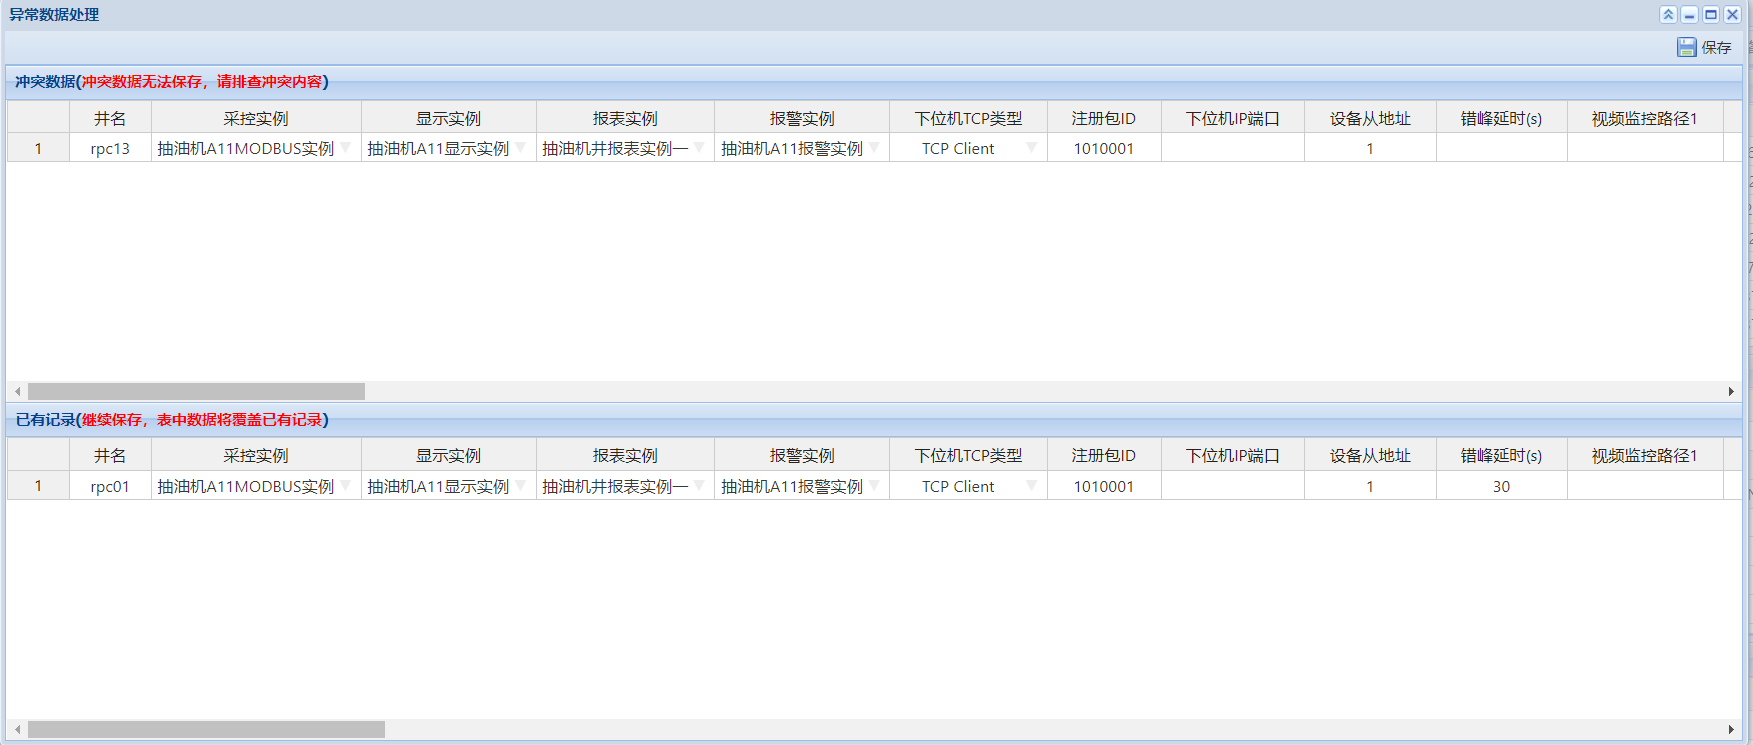 异常数据处理
保存
冲突数据(冲突数据无法保存，请排查冲突内容)
井名 采控实例 显示实例 报表实例 报警实例 下位机TCP类型 注册包ID 下位机IP端口 设备从地址 错峰延时(s) 视频监控路径1
1 rpc13 抽油机A11MODBUS实例 抽油机A11显示实例 抽油机井报表实例一 抽油机A11报警实例 TCP Client 1010001 1
已有记录(继续保存，表中数据将覆盖已有记录)
井名 采控实例 显示实例 报表实例 报警实例 下位机TCP类型 注册包ID 下位机IP端口 设备从地址 错峰延时(s) 视频监控路径1
1 rpc01 抽油机A11MODBUS实例 抽油机A11显示实例 抽油机井报表实例一 抽油机A11报警实例 TCP Client 1010001 1 30